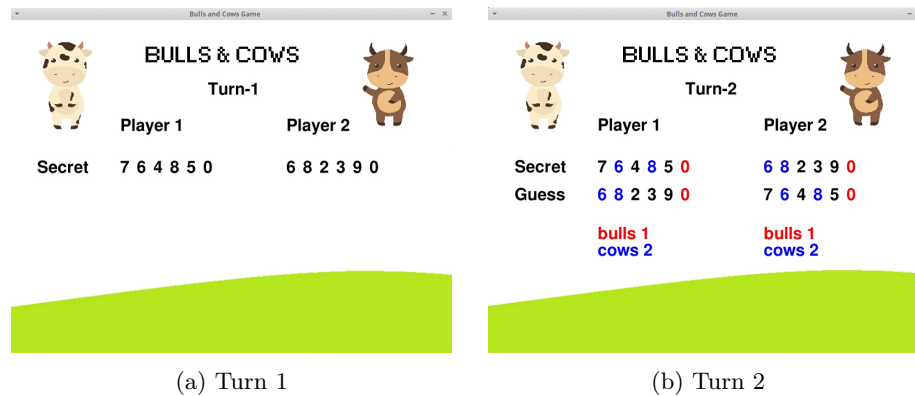 Bulls and Cows Game
BULLS & COWS
Turn-1
Player 1 Player 2
Secret 7 6 4 8 5 0 6 8 2 3 9 0
(a) Turn 1
Bulls and Cows Game
BULLS & COWS
Turn-2
Player 1 Player 2
Secret 7 6 4 8 5 0 6 8 2 3 9 0
Guess 6 8 2 3 9 0 7 6 4 8 5 0
bulls 1 bulls 1
cows 2 cows 2
(b) Turn 2